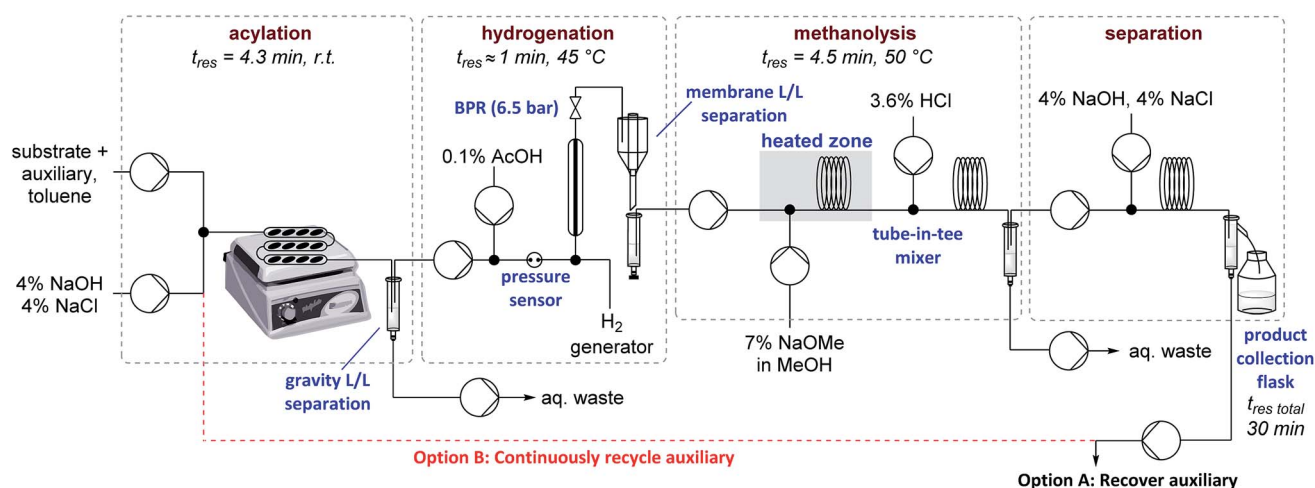 acylation
t_res = 4.3 min, r.t.
substrate +
auxiliary,
toluene
4% NaOH
4% NaCl
gravity L/L
separation
aq. waste
hydrogenation
t_res ≈ 1 min, 45 °C
BPR (6.5 bar)
0.1% AcOH
pressure
sensor
H2
generator
membrane L/L
separation
methanolysis
t_res = 4.5 min, 50 °C
heated zone
3.6% HCl
tube-in-tee
mixer
7% NaOMe
in MeOH
aq. waste
separation
4% NaOH, 4% NaCl
product
collection
flask
t_res total
30 min
Option B: Continuously recycle auxiliary
Option A: Recover auxiliary